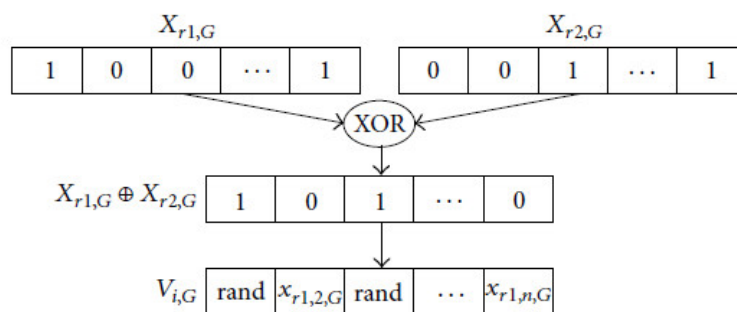 X_{r1,G} X_{r2,G}
1 0 0 ⋯ 1 0 0 1 ⋯ 1
XOR
X_{r1,G} ⊕ X_{r2,G} 1 0 1 ⋯ 0
V_{i,G} rand x_{r1,2,G} rand ⋯ x_{r1,n,G}